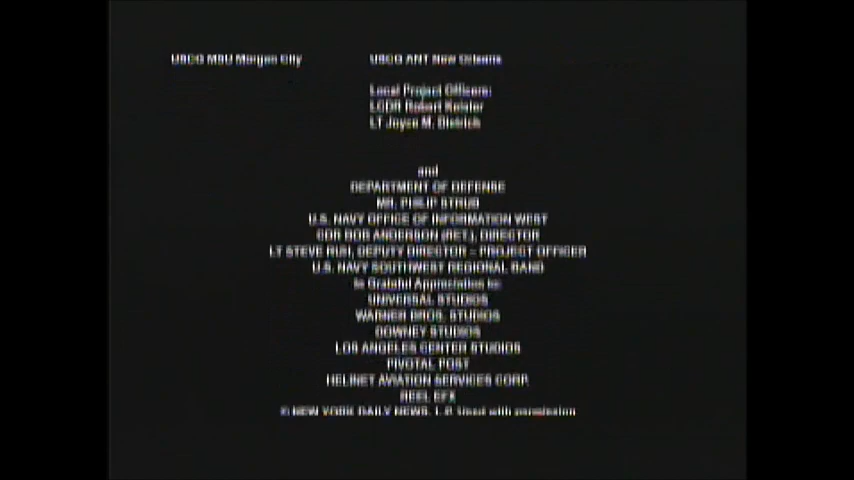 USCG MSU Morgan City USCG ANT New Orleans
Local Project Officers:
LCDR Robert
LT Joyce M. Dietrich
and
DEPARTMENT OF DEFENSE
MR. PHILIP STRUB
U.S. NAVY OFFICE OF INFORMATION WEST
CDR BOB ANDERSON (RET.), DIRECTOR
LT STEVE RUH, DEPUTY DIRECTOR – PROJECT OFFICER
U.S. NAVY SOUTHWEST REGIONAL BAND
In Grateful Appreciation to:
UNIVERSAL STUDIOS
WARNER BROS. STUDIOS
DOWNEY STUDIOS
LOS ANGELES CENTER STUDIOS
PIVOTAL POST
HELINET AVIATION SERVICES CORP.
REEL EFX
© NEW YORK DAILY NEWS, L.P. Used with permission